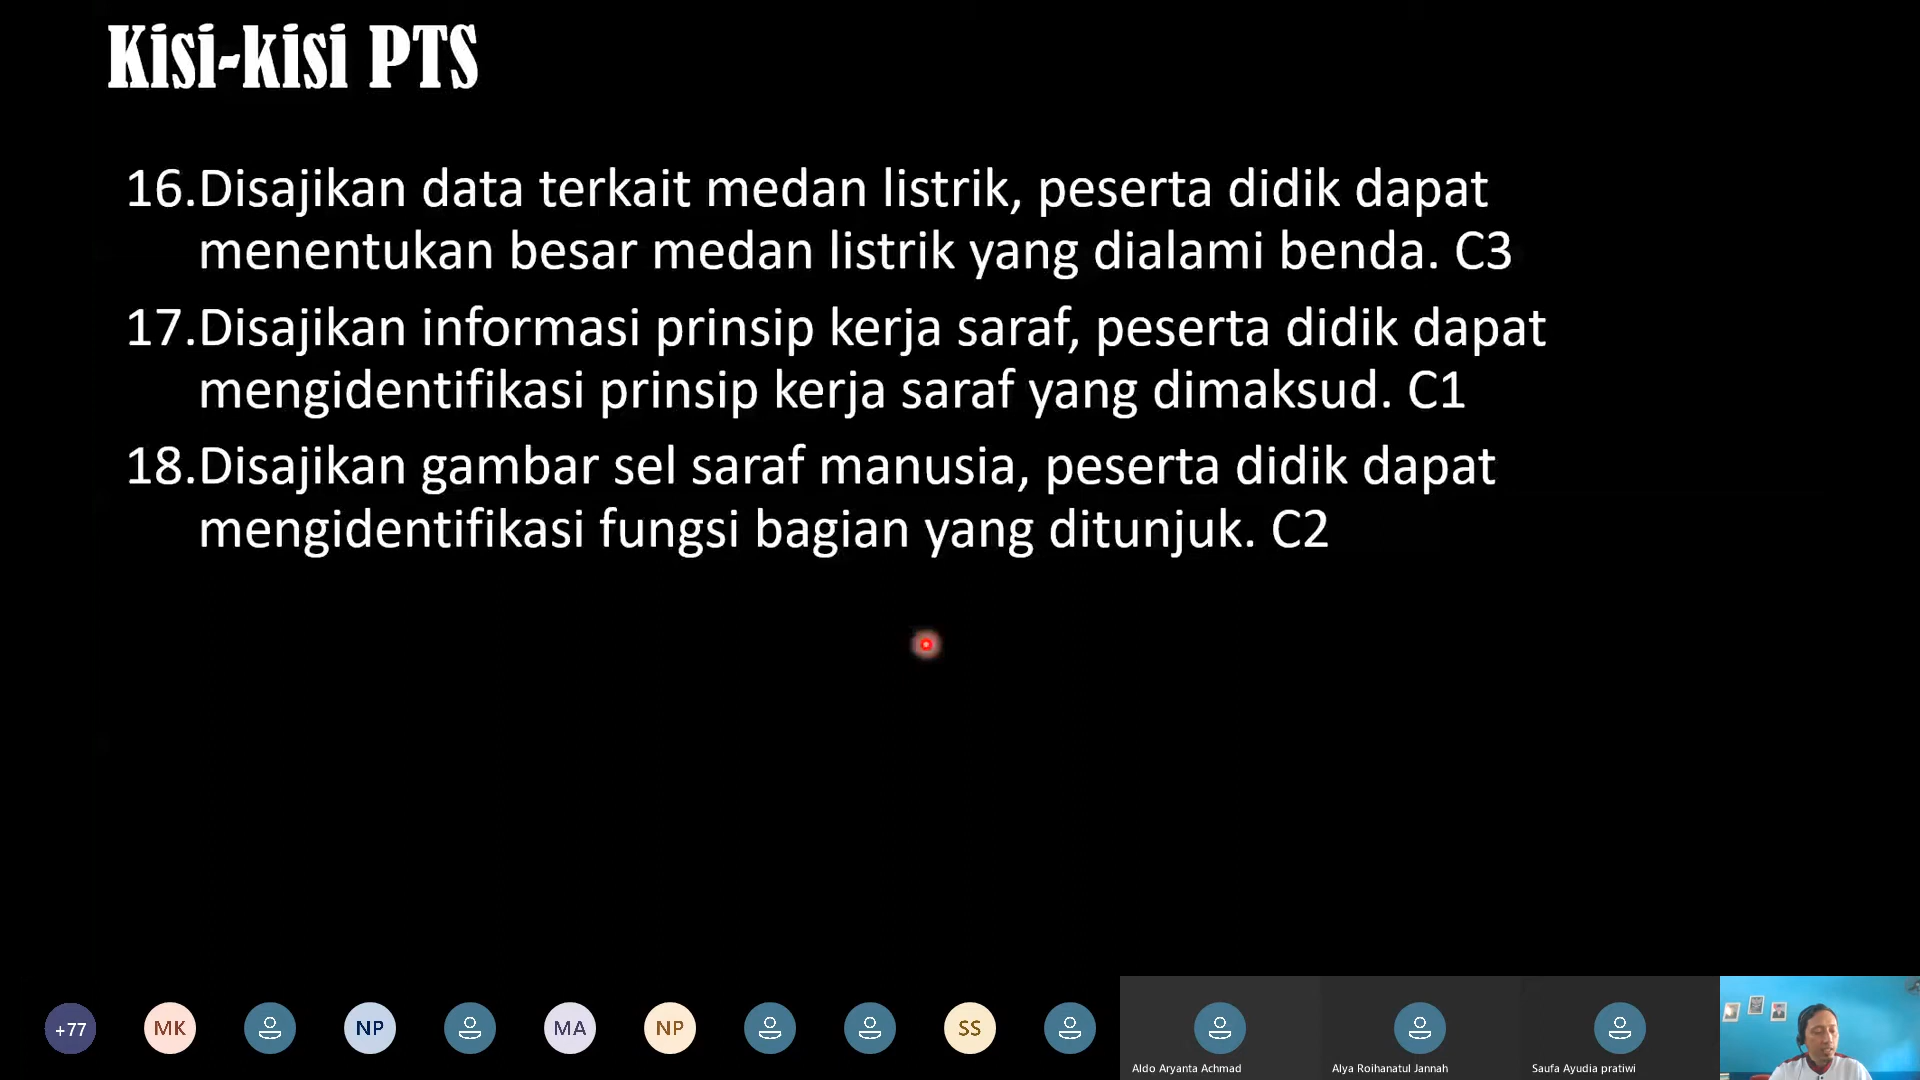 Kisi-kisi PTS
16.Disajikan data terkait medan listrik, peserta didik dapat
menentukan besar medan listrik yang dialami benda. C3
17.Disajikan informasi prinsip kerja saraf, peserta didik dapat
mengidentifikasi prinsip kerja saraf yang dimaksud. C1
18.Disajikan gambar sel saraf manusia, peserta didik dapat
mengidentifikasi fungsi bagian yang ditunjuk. C2
+77 MK NP MA NP SS
Aldo Aryanta Achmad Alya Roihanatul Jannah Saufa Ayudia pratiwi